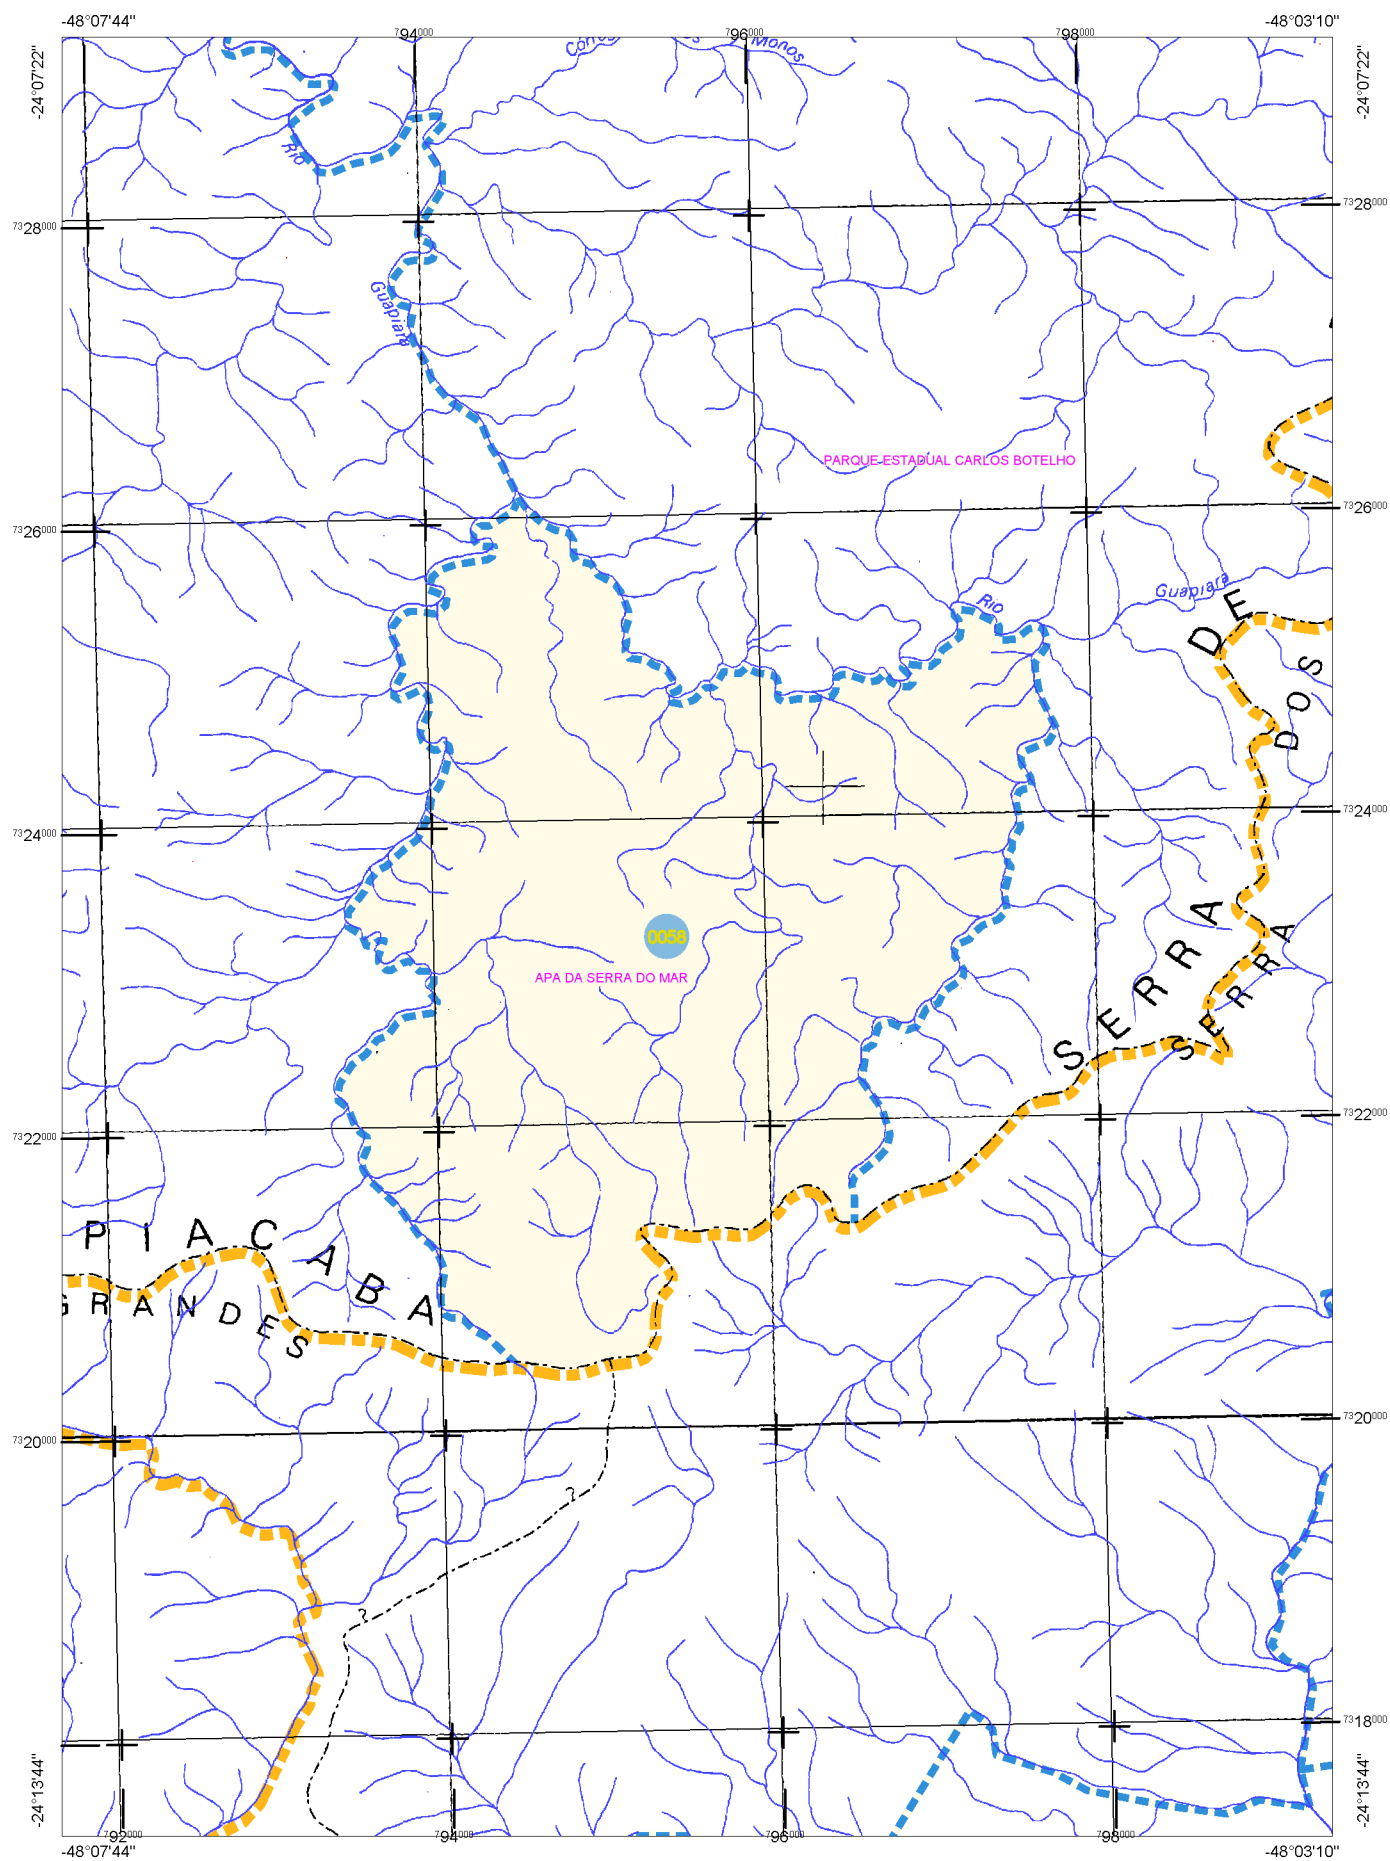 -48°07'44"
-48°03'10"
794000
796000
798000
-24°07'22"
-24°07'22"
Monos
Rio
7328000
7328000
Guapiara
PARQUE ESTADUAL CARLOS BOTELHO
7326000
7326000
Guapiara
Rio
DE
DOS
7324000
7324000
0058
SERRA
SERRA
APA DA SERRA DO MAR
7322000
7322000
PIACABA
GRANDES
7320000
7320000
?
?
7318000
-24°13'44"
-24°13'44"
792000
794000
796000
798000
-48°07'44"
-48°03'10"